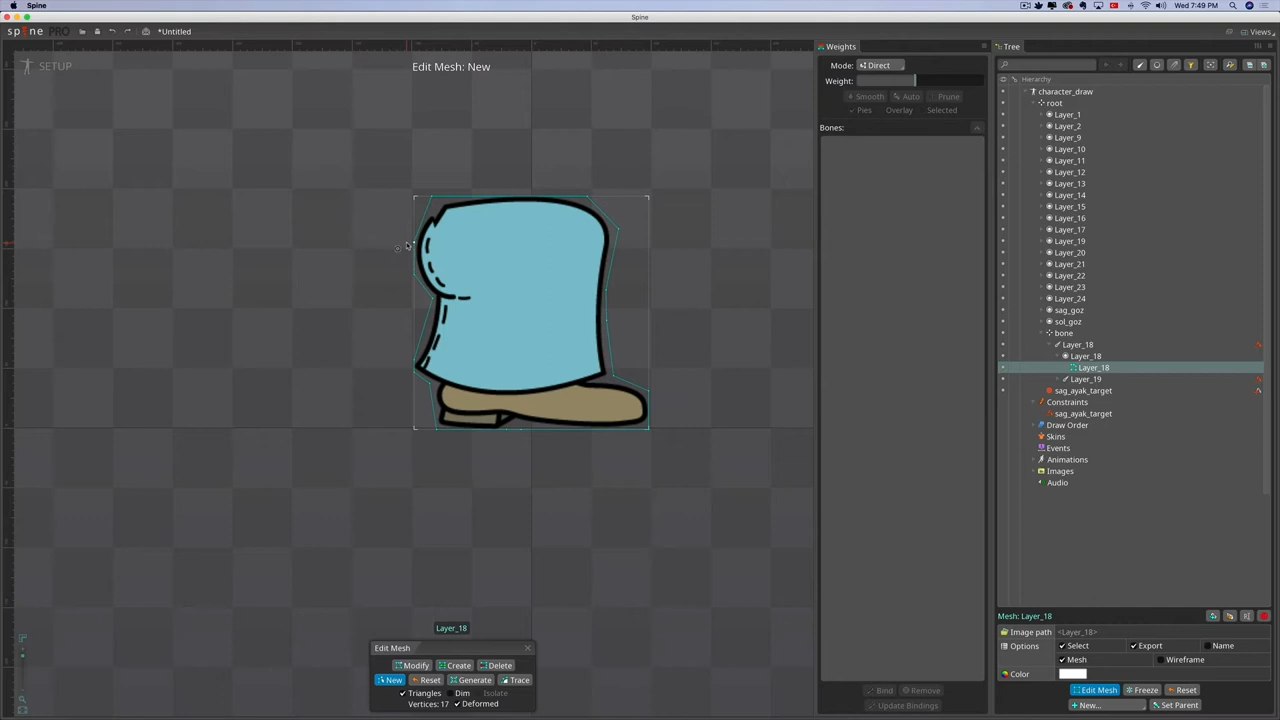 Spine
Wed 7:49 PM
Spine
spine PRO
*Untitled
Views
SETUP
Edit Mesh: New
Weights
Mode: Direct
Weight:
Smooth Auto Prune
Pies Overlay Selected
Bones:
Bind Remove
Update Bindings
Tree
Hierarchy
character_draw
root
Layer_1
Layer_2
Layer_9
Layer_10
Layer_11
Layer_12
Layer_13
Layer_14
Layer_15
Layer_16
Layer_17
Layer_19
Layer_20
Layer_21
Layer_22
Layer_23
Layer_24
sag_goz
sol_goz
bone
Layer_18
Layer_18
Layer_18
Layer_19
sag_ayak_target
Constraints
sag_ayak_target
Draw Order
Skins
Events
Animations
Images
Audio
Mesh: Layer_18
Image path <Layer_18>
Options Select Export Name
Mesh Wireframe
Color
Edit Mesh Freeze Reset
New... Set Parent
Layer_18
Edit Mesh
Modify Create Delete
New Reset Generate Trace
Triangles Dim Isolate
Vertices: 17 Deformed